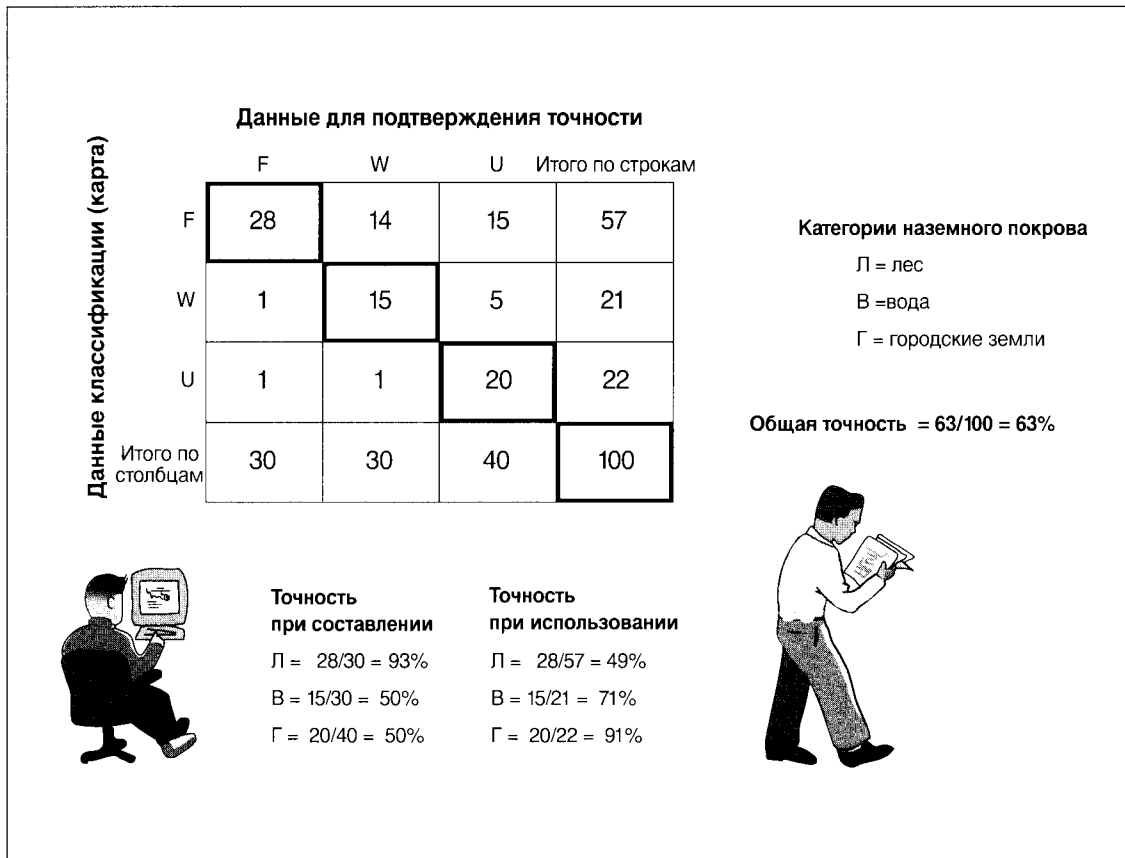 Данные для подтверждения точности
Данные классификации (карта)
F W U Итого по строкам
F 28 14 15 57
W 1 15 5 21
U 1 1 20 22
Итого по
столбцам
30 30 40 100
Категории наземного покрова
Л = лес
В =вода
Г = городские земли
Общая точность = 63/100 = 63%
Точность
при составлении
Л = 28/30 = 93%
В = 15/30 = 50%
Г = 20/40 = 50%
Точность
при использовании
Л = 28/57 = 49%
В = 15/21 = 71%
Г = 20/22 = 91%